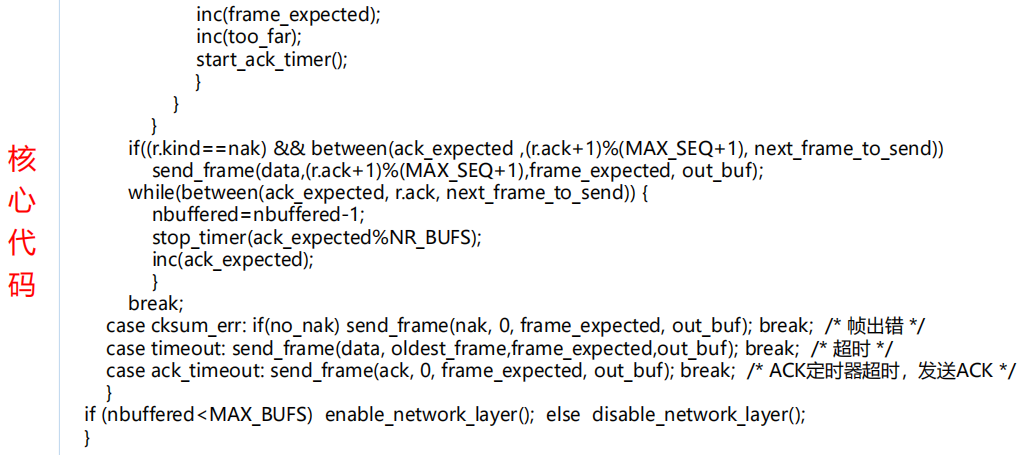 核
心
代
码
inc(frame_expected);
inc(too_far);
start_ack_timer();
}
}
}
if((r.kind==nak) && between(ack_expected ,(r.ack+1)%(MAX_SEQ+1), next_frame_to_send))
send_frame(data,(r.ack+1)%(MAX_SEQ+1),frame_expected, out_buf);
while(between(ack_expected, r.ack, next_frame_to_send)) {
nbuffered=nbuffered-1;
stop_timer(ack_expected%NR_BUFS);
inc(ack_expected);
}
break;
case cksum_err: if(no_nak) send_frame(nak, 0, frame_expected, out_buf); break;  /* 帧出错 */
case timeout: send_frame(data, oldest_frame,frame_expected,out_buf); break;  /* 超时 */
case ack_timeout: send_frame(ack, 0, frame_expected, out_buf); break;  /* ACK定时器超时，发送ACK */
}
if (nbuffered<MAX_BUFS)  enable_network_layer();  else  disable_network_layer();
}